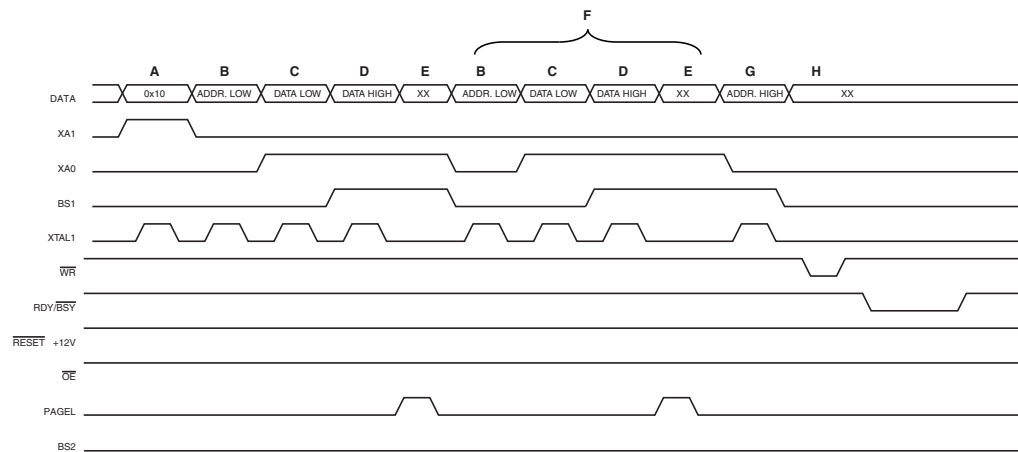 F
A B C D E B C D E G H
DATA 0x10 ADDR. LOW DATA LOW DATA HIGH XX ADDR. LOW DATA LOW DATA HIGH XX ADDR. HIGH XX
XA1
XA0
BS1
XTAL1
WR
RDY/BSY
RESET +12V
OE
PAGEL
BS2